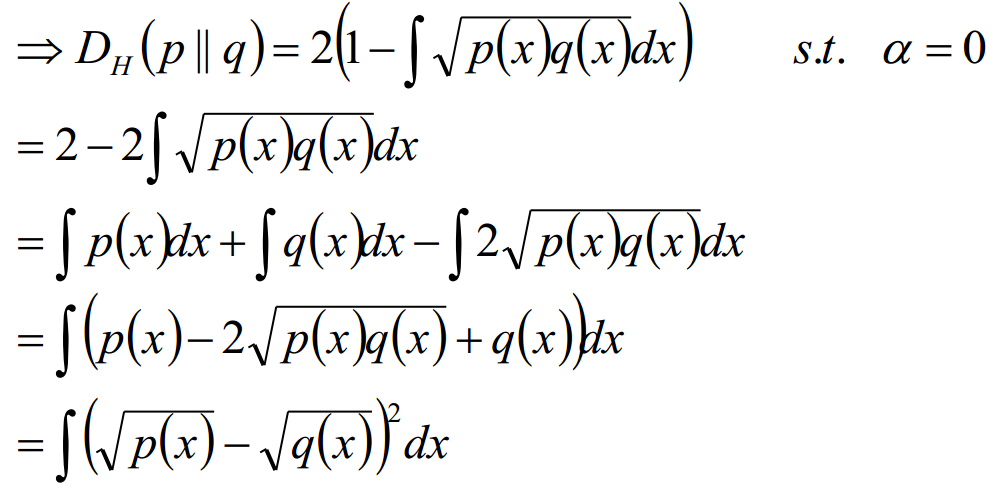 ⇒ D_H(p || q) = 2(1 − ∫ √(p(x)q(x)) dx)   s.t.   α = 0
= 2 − 2∫ √(p(x)q(x)) dx
= ∫ p(x)dx + ∫ q(x)dx − ∫ 2√(p(x)q(x)) dx
= ∫ (p(x) − 2√(p(x)q(x)) + q(x)) dx
= ∫ (√(p(x)) − √(q(x)))² dx